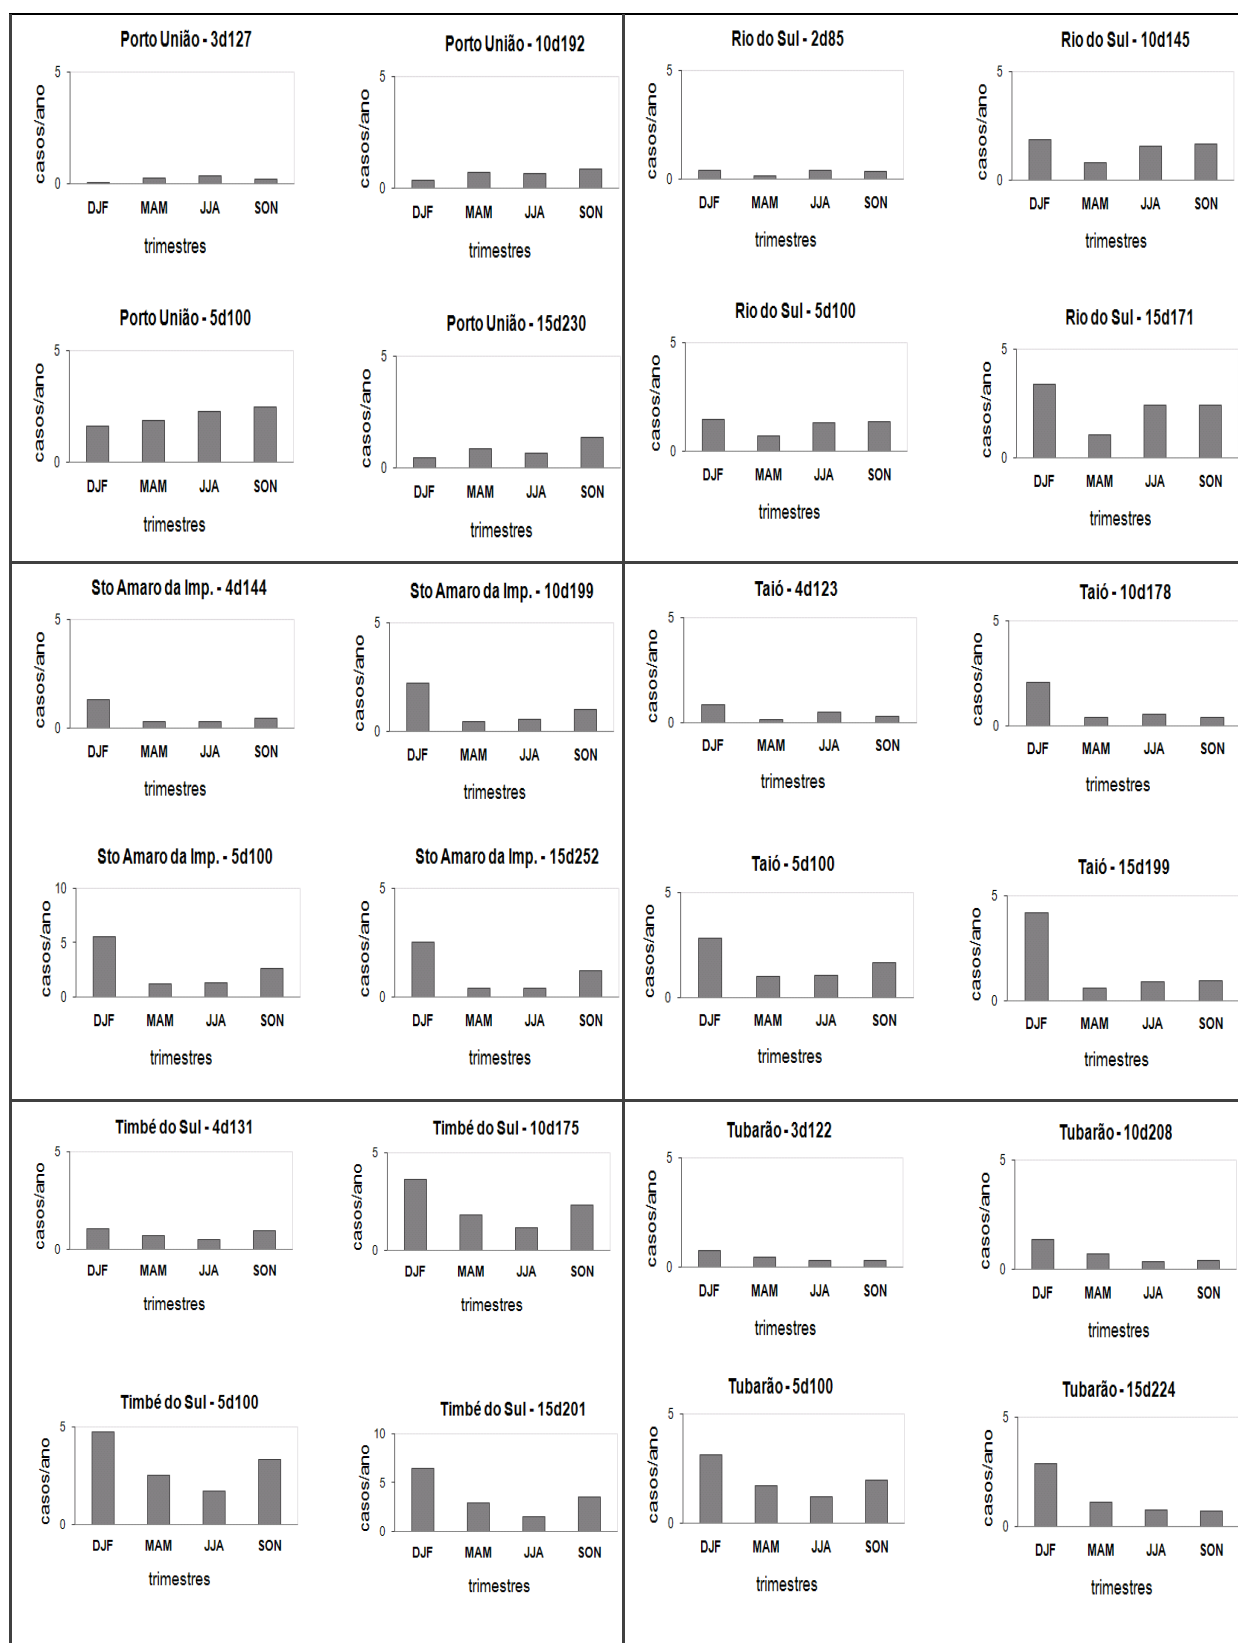 Porto União - 3d127
5
0
casos/ano
DJF MAM JJA SON
trimestres
Porto União - 10d192
5
0
casos/ano
DJF MAM JJA SON
trimestres
Porto União - 5d100
5
0
casos/ano
DJF MAM JJA SON
trimestres
Porto União - 15d230
5
0
casos/ano
DJF MAM JJA SON
trimestres
Rio do Sul - 2d85
5
0
casos/ano
DJF MAM JJA SON
trimestres
Rio do Sul - 10d145
5
0
casos/ano
DJF MAM JJA SON
trimestres
Rio do Sul - 5d100
5
0
casos/ano
DJF MAM JJA SON
trimestres
Rio do Sul - 15d171
5
0
casos/ano
DJF MAM JJA SON
trimestres
Sto Amaro da Imp. - 4d144
5
0
casos/ano
DJF MAM JJA SON
trimestres
Sto Amaro da Imp. - 10d199
5
0
casos/ano
DJF MAM JJA SON
trimestres
Sto Amaro da Imp. - 5d100
10
5
0
casos/ano
DJF MAM JJA SON
trimestres
Sto Amaro da Imp. - 15d252
5
0
casos/ano
DJF MAM JJA SON
trimestres
Taió - 4d123
5
0
casos/ano
DJF MAM JJA SON
trimestres
Taió - 10d178
5
0
casos/ano
DJF MAM JJA SON
trimestres
Taió - 5d100
5
0
casos/ano
DJF MAM JJA SON
trimestres
Taió - 15d199
5
0
casos/ano
DJF MAM JJA SON
trimestres
Timbé do Sul - 4d131
5
0
casos/ano
DJF MAM JJA SON
trimestres
Timbé do Sul - 10d175
5
0
casos/ano
DJF MAM JJA SON
trimestres
Timbé do Sul - 5d100
5
0
casos/ano
DJF MAM JJA SON
trimestres
Timbé do Sul - 15d201
10
5
0
casos/ano
DJF MAM JJA SON
trimestres
Tubarão - 3d122
5
0
casos/ano
DJF MAM JJA SON
trimestres
Tubarão - 10d208
5
0
casos/ano
DJF MAM JJA SON
trimestres
Tubarão - 5d100
5
0
casos/ano
DJF MAM JJA SON
trimestres
Tubarão - 15d224
5
0
casos/ano
DJF MAM JJA SON
trimestres